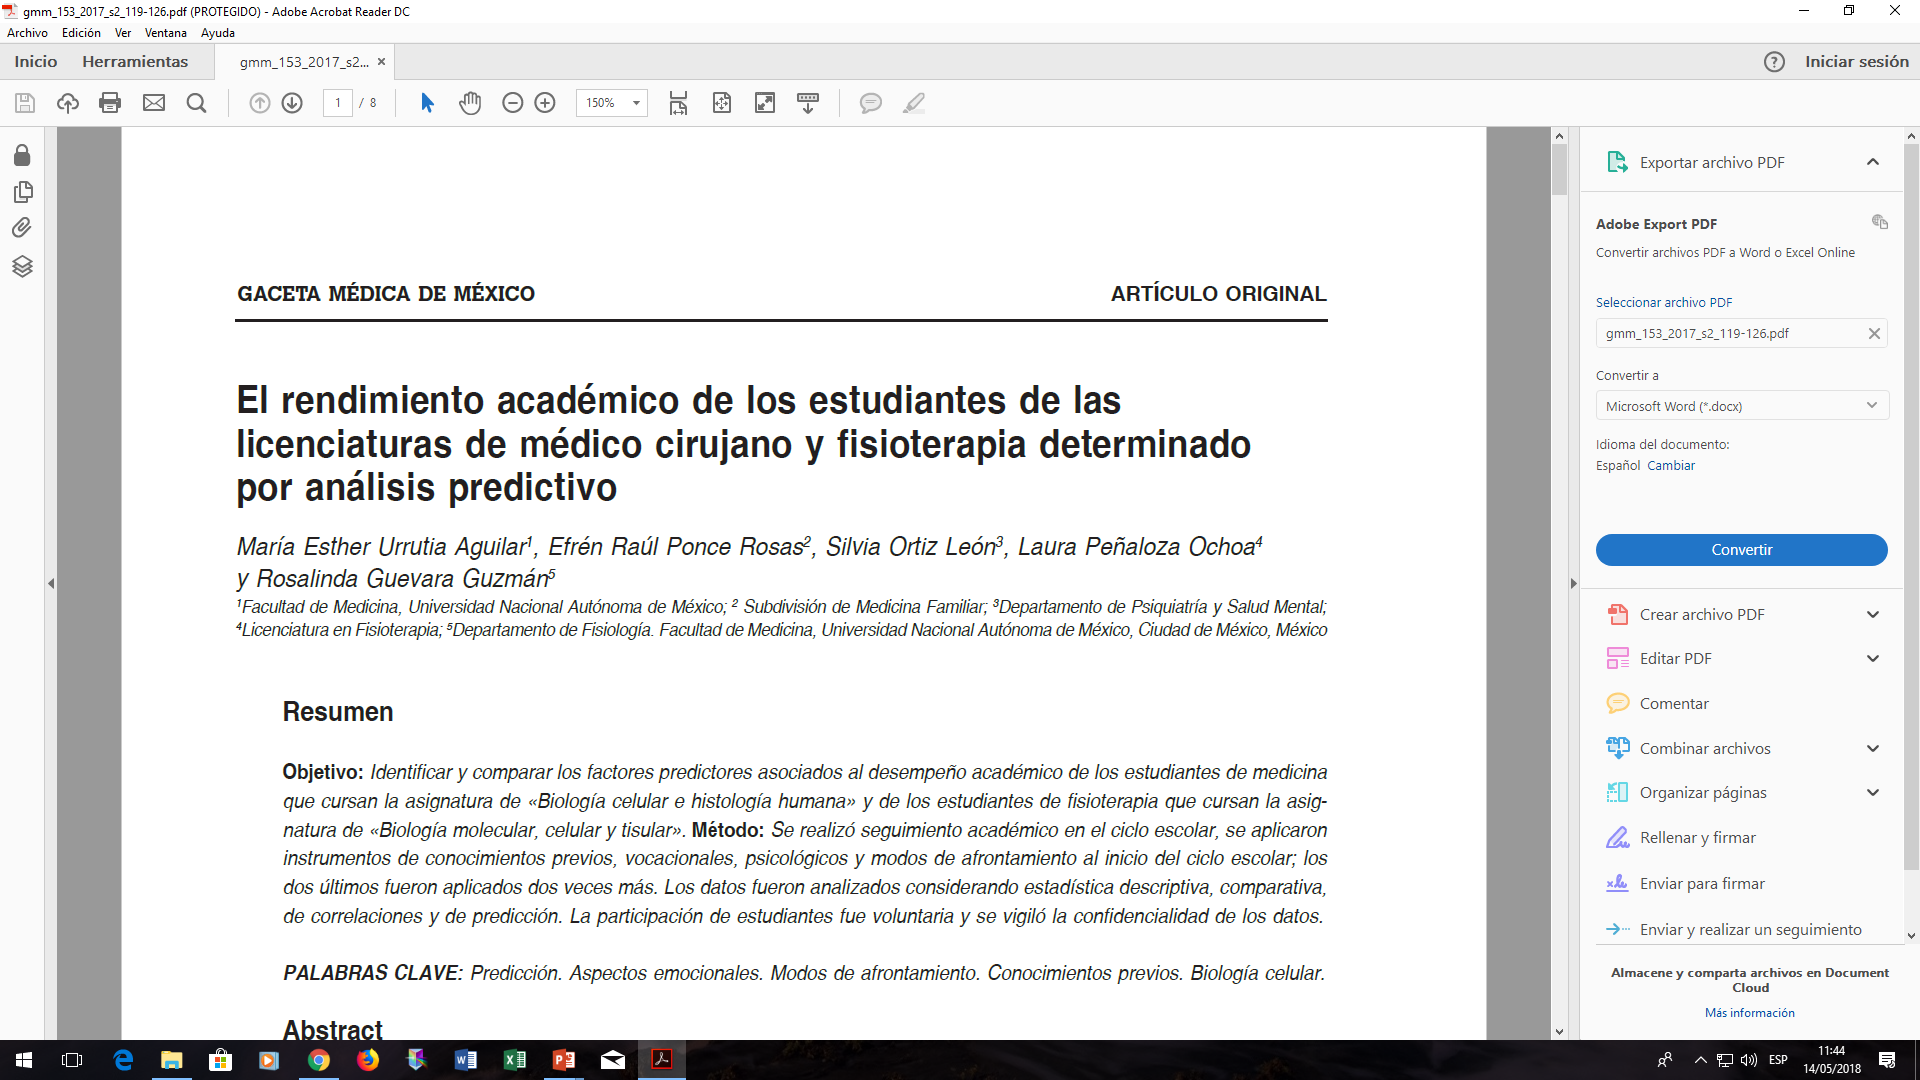 gmm_153_2017_s2_119-126.pdf (PROTEGIDO) - Adobe Acrobat Reader DC
Archivo Edición Ver Ventana Ayuda
Inicio Herramientas gmm_153_2017_s2... × Iniciar sesión
1 / 8 150%
GACETA MÉDICA DE MÉXICO ARTÍCULO ORIGINAL
El rendimiento académico de los estudiantes de las
licenciaturas de médico cirujano y fisioterapia determinado
por análisis predictivo
María Esther Urrutia Aguilar¹, Efrén Raúl Ponce Rosas², Silvia Ortiz León³, Laura Peñaloza Ochoa⁴
y Rosalinda Guevara Guzmán⁵
¹Facultad de Medicina, Universidad Nacional Autónoma de México; ² Subdivisión de Medicina Familiar; ³Departamento de Psiquiatría y Salud Mental;
⁴Licenciatura en Fisioterapia; ⁵Departamento de Fisiología. Facultad de Medicina, Universidad Nacional Autónoma de México, Ciudad de México, México
Resumen
Objetivo: Identificar y comparar los factores predictores asociados al desempeño académico de los estudiantes de medicina
que cursan la asignatura de «Biología celular e histología humana» y de los estudiantes de fisioterapia que cursan la asig-
natura de «Biología molecular, celular y tisular». Método: Se realizó seguimiento académico en el ciclo escolar, se aplicaron
instrumentos de conocimientos previos, vocacionales, psicológicos y modos de afrontamiento al inicio del ciclo escolar; los
dos últimos fueron aplicados dos veces más. Los datos fueron analizados considerando estadística descriptiva, comparativa,
de correlaciones y de predicción. La participación de estudiantes fue voluntaria y se vigiló la confidencialidad de los datos.
PALABRAS CLAVE: Predicción. Aspectos emocionales. Modos de afrontamiento. Conocimientos previos. Biología celular.
Abstract
Exportar archivo PDF
Adobe Export PDF
Convertir archivos PDF a Word o Excel Online
Seleccionar archivo PDF
gmm_153_2017_s2_119-126.pdf
Convertir a
Microsoft Word (*.docx)
Idioma del documento:
Español Cambiar
Convertir
Crear archivo PDF
Editar PDF
Comentar
Combinar archivos
Organizar páginas
Rellenar y firmar
Enviar para firmar
Enviar y realizar un seguimiento
Almacene y comparta archivos en Document
Cloud
Más información
ESP
11:44
14/05/2018